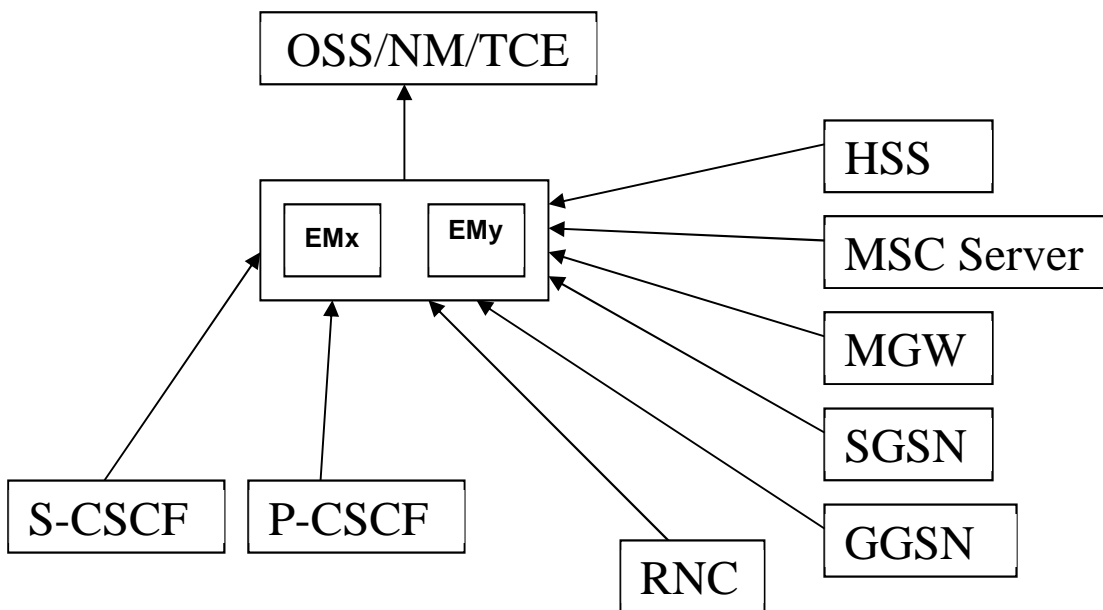 OSS/NM/TCE
HSS
EMx
EMy
MSC Server
MGW
SGSN
S-CSCF
P-CSCF
GGSN
RNC